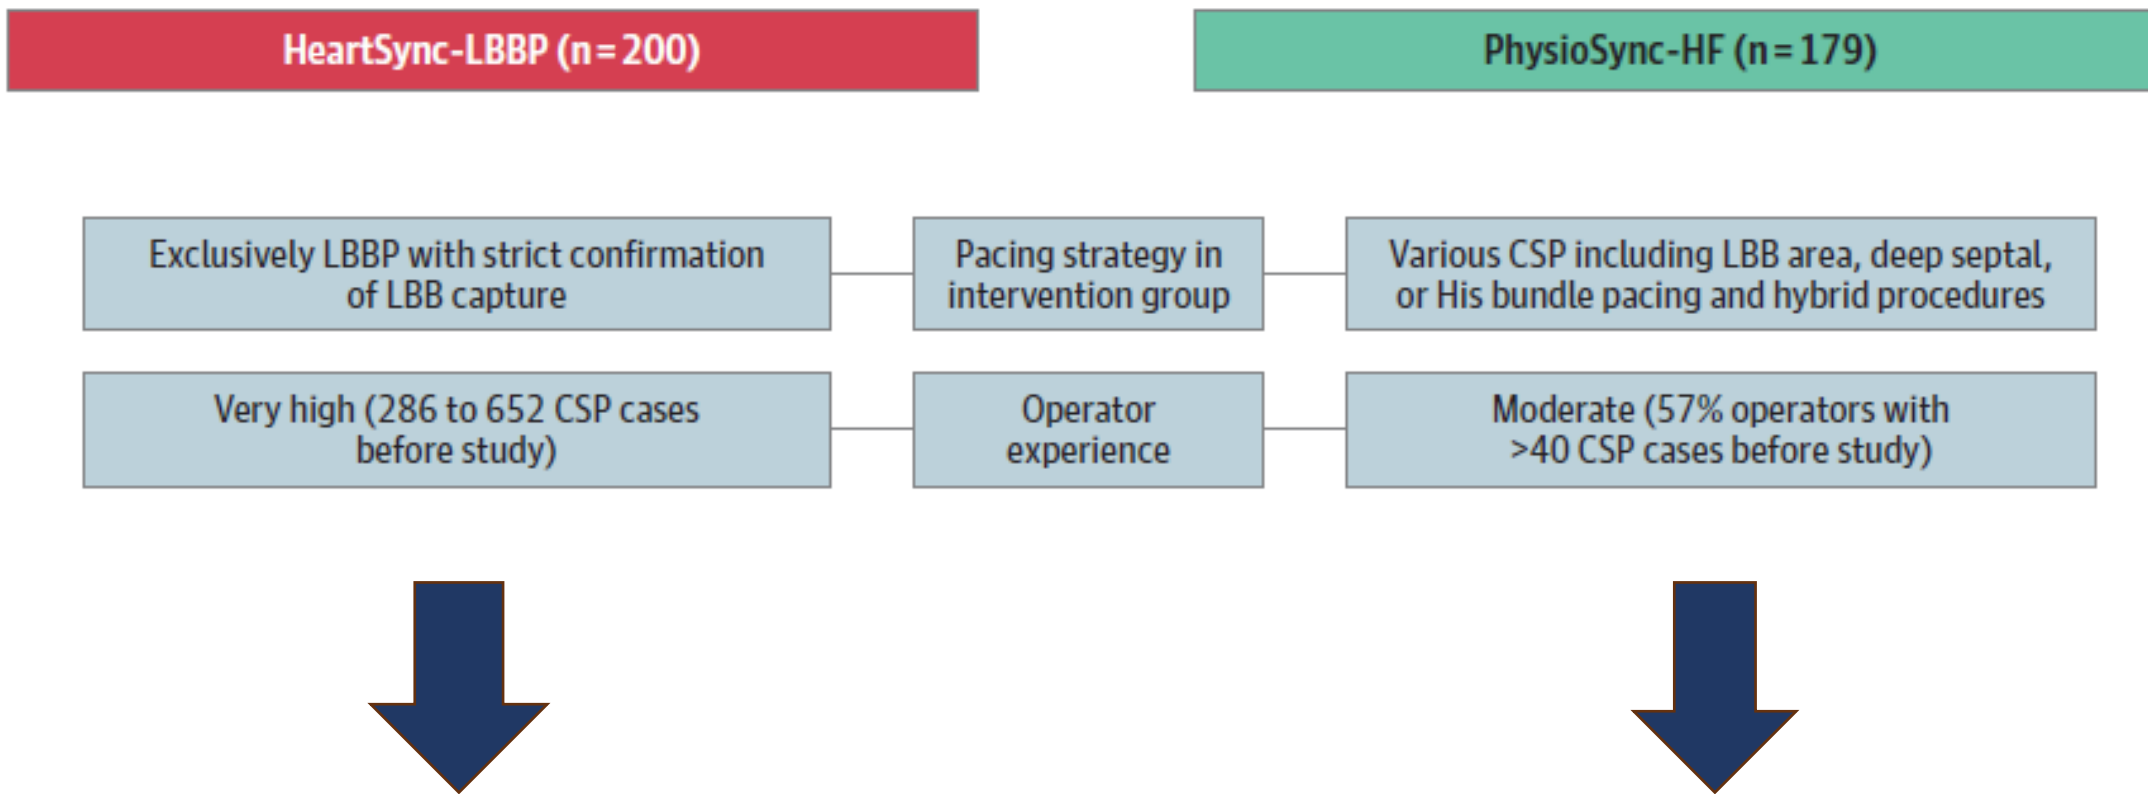 HeartSync-LBBP (n=200)
PhysioSync-HF (n=179)
Exclusively LBBP with strict confirmation
of LBB capture
Pacing strategy in
intervention group
Various CSP including LBB area, deep septal,
or His bundle pacing and hybrid procedures
Very high (286 to 652 CSP cases
before study)
Operator
experience
Moderate (57% operators with
>40 CSP cases before study)